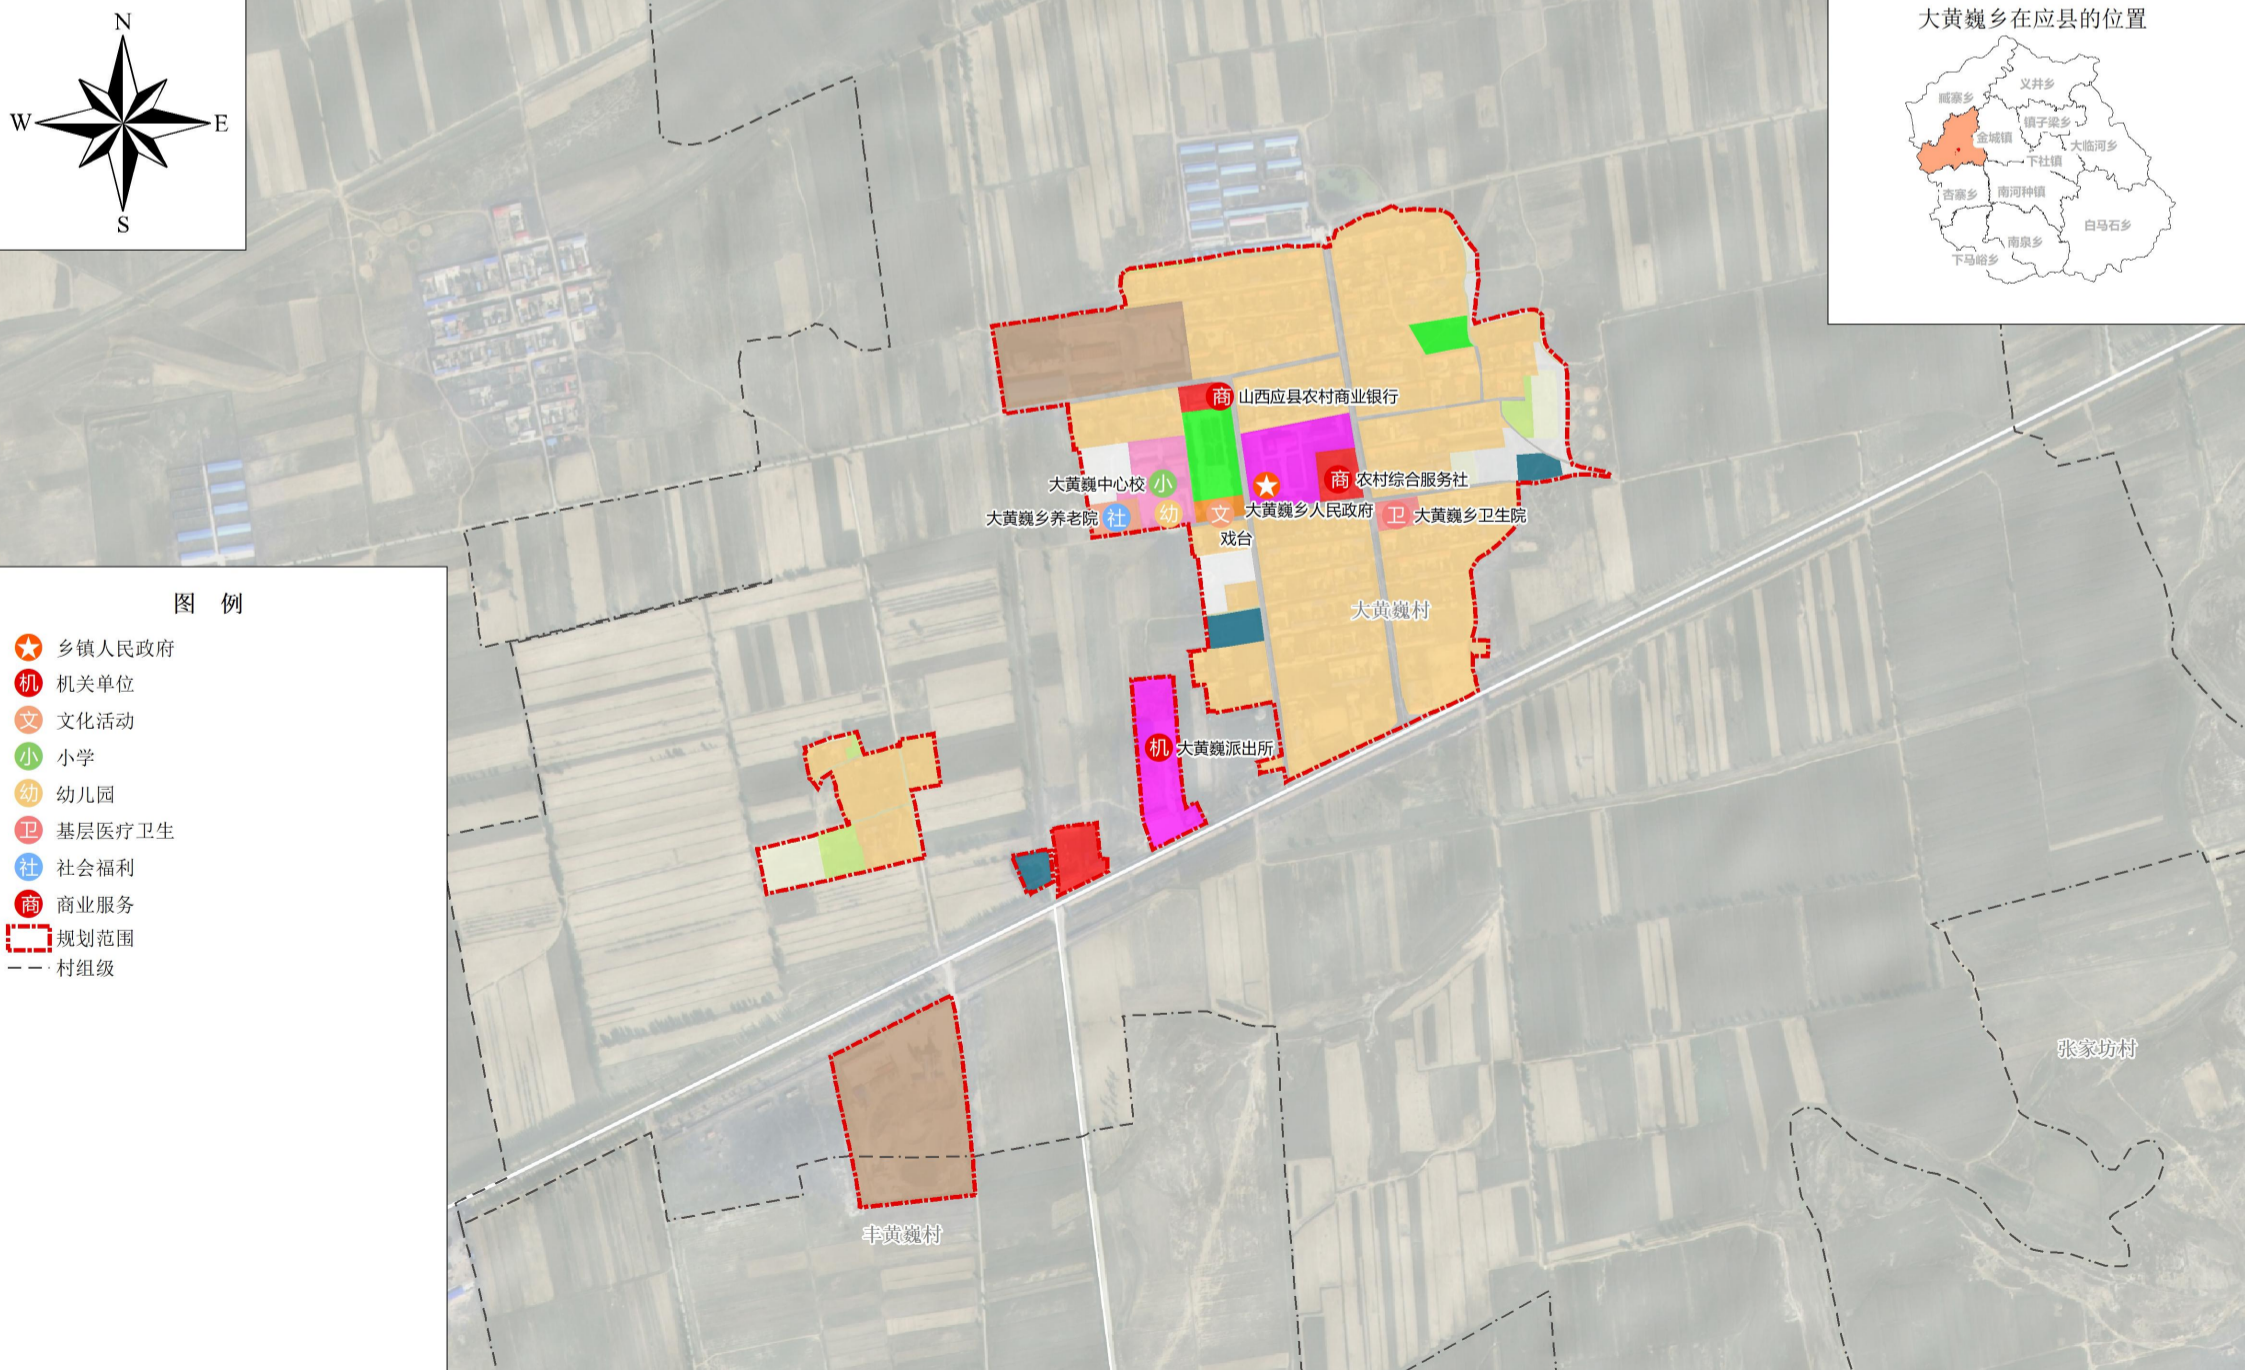 N
W
E
S
大黄巍乡在应县的位置
义井乡
臧寨乡
镇子梁乡
金城镇
大临河乡
下社镇
杏寨乡
南河种镇
白马石乡
南泉乡
下马峪乡
商 山西应县农村商业银行
大黄巍中心校 小
商 农村综合服务社
大黄巍乡养老院 社
幼
文
大黄巍乡人民政府
卫 大黄巍乡卫生院
戏台
大黄巍村
机 大黄巍派出所
张家坊村
丰黄巍村
图 例
乡镇人民政府
机 机关单位
文 文化活动
小 小学
幼 幼儿园
卫 基层医疗卫生
社 社会福利
商 商业服务
规划范围
村组级